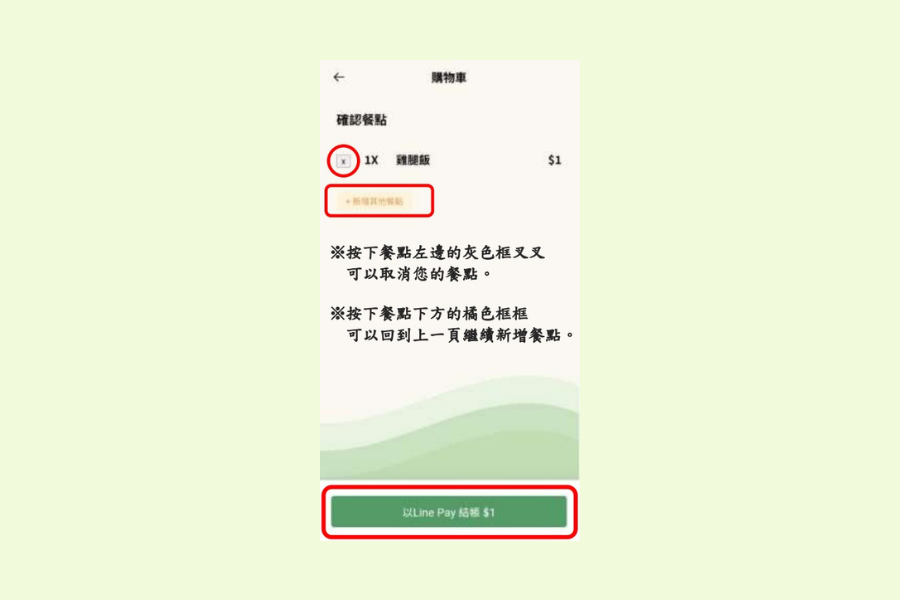 ←
購物車
確認餐點
x 1X 雞腿飯 $1
+ 新增其他餐點
※按下餐點左邊的灰色框叉叉
可以取消您的餐點。
※按下餐點下方的橘色框框
可以回到上一頁繼續新增餐點。
以Line Pay 結帳 $1